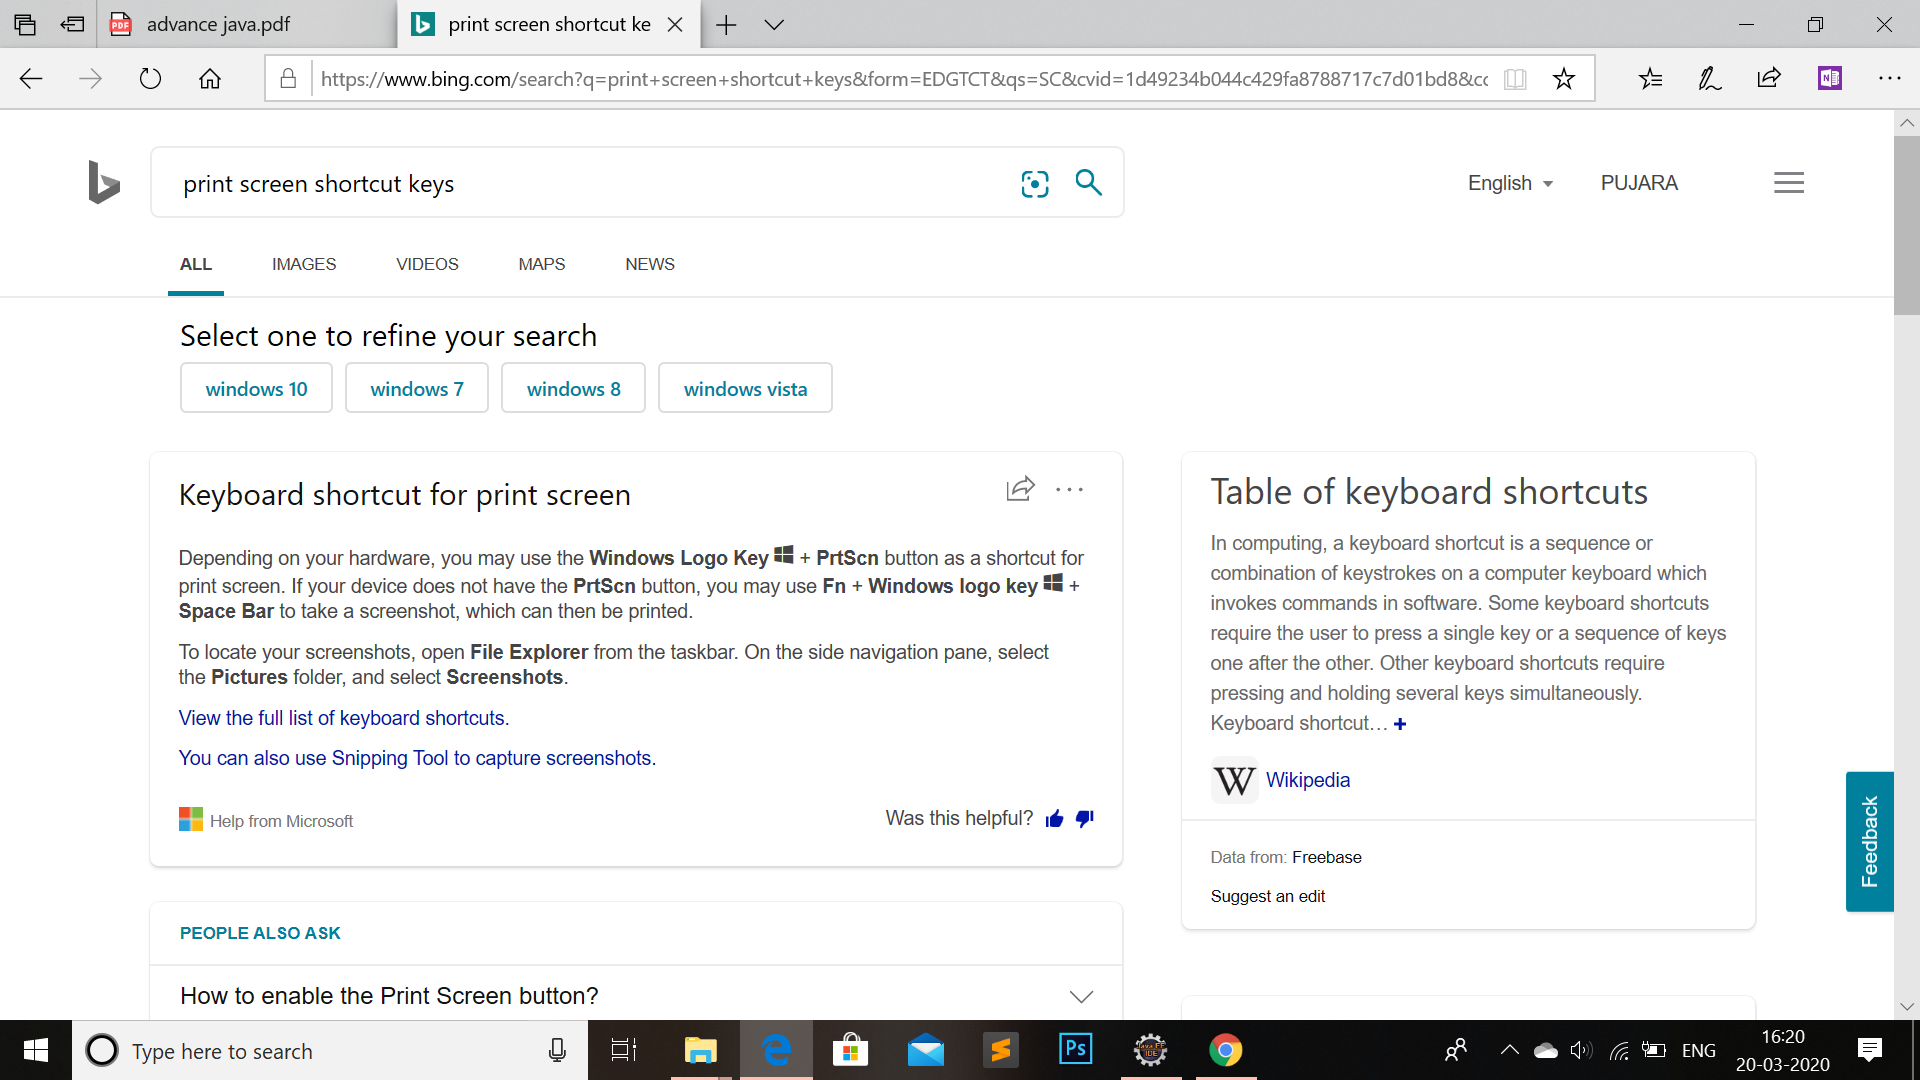 advance java.pdf
print screen shortcut ke
https://www.bing.com/search?q=print+screen+shortcut+keys&form=EDGTCT&qs=SC&cvid=1d49234b044c429fa8788717c7d01bd8&cc
print screen shortcut keys
English
PUJARA
ALL IMAGES VIDEOS MAPS NEWS
Select one to refine your search
windows 10 windows 7 windows 8 windows vista
Keyboard shortcut for print screen
Depending on your hardware, you may use the Windows Logo Key + PrtScn button as a shortcut for
print screen. If your device does not have the PrtScn button, you may use Fn + Windows logo key +
Space Bar to take a screenshot, which can then be printed.
To locate your screenshots, open File Explorer from the taskbar. On the side navigation pane, select
the Pictures folder, and select Screenshots.
View the full list of keyboard shortcuts.
You can also use Snipping Tool to capture screenshots.
Help from Microsoft
Was this helpful?
PEOPLE ALSO ASK
How to enable the Print Screen button?
Table of keyboard shortcuts
In computing, a keyboard shortcut is a sequence or
combination of keystrokes on a computer keyboard which
invokes commands in software. Some keyboard shortcuts
require the user to press a single key or a sequence of keys
one after the other. Other keyboard shortcuts require
pressing and holding several keys simultaneously.
Keyboard shortcut… +
W Wikipedia
Data from: Freebase
Suggest an edit
Feedback
Type here to search
Ps
ENG
16:20
20-03-2020